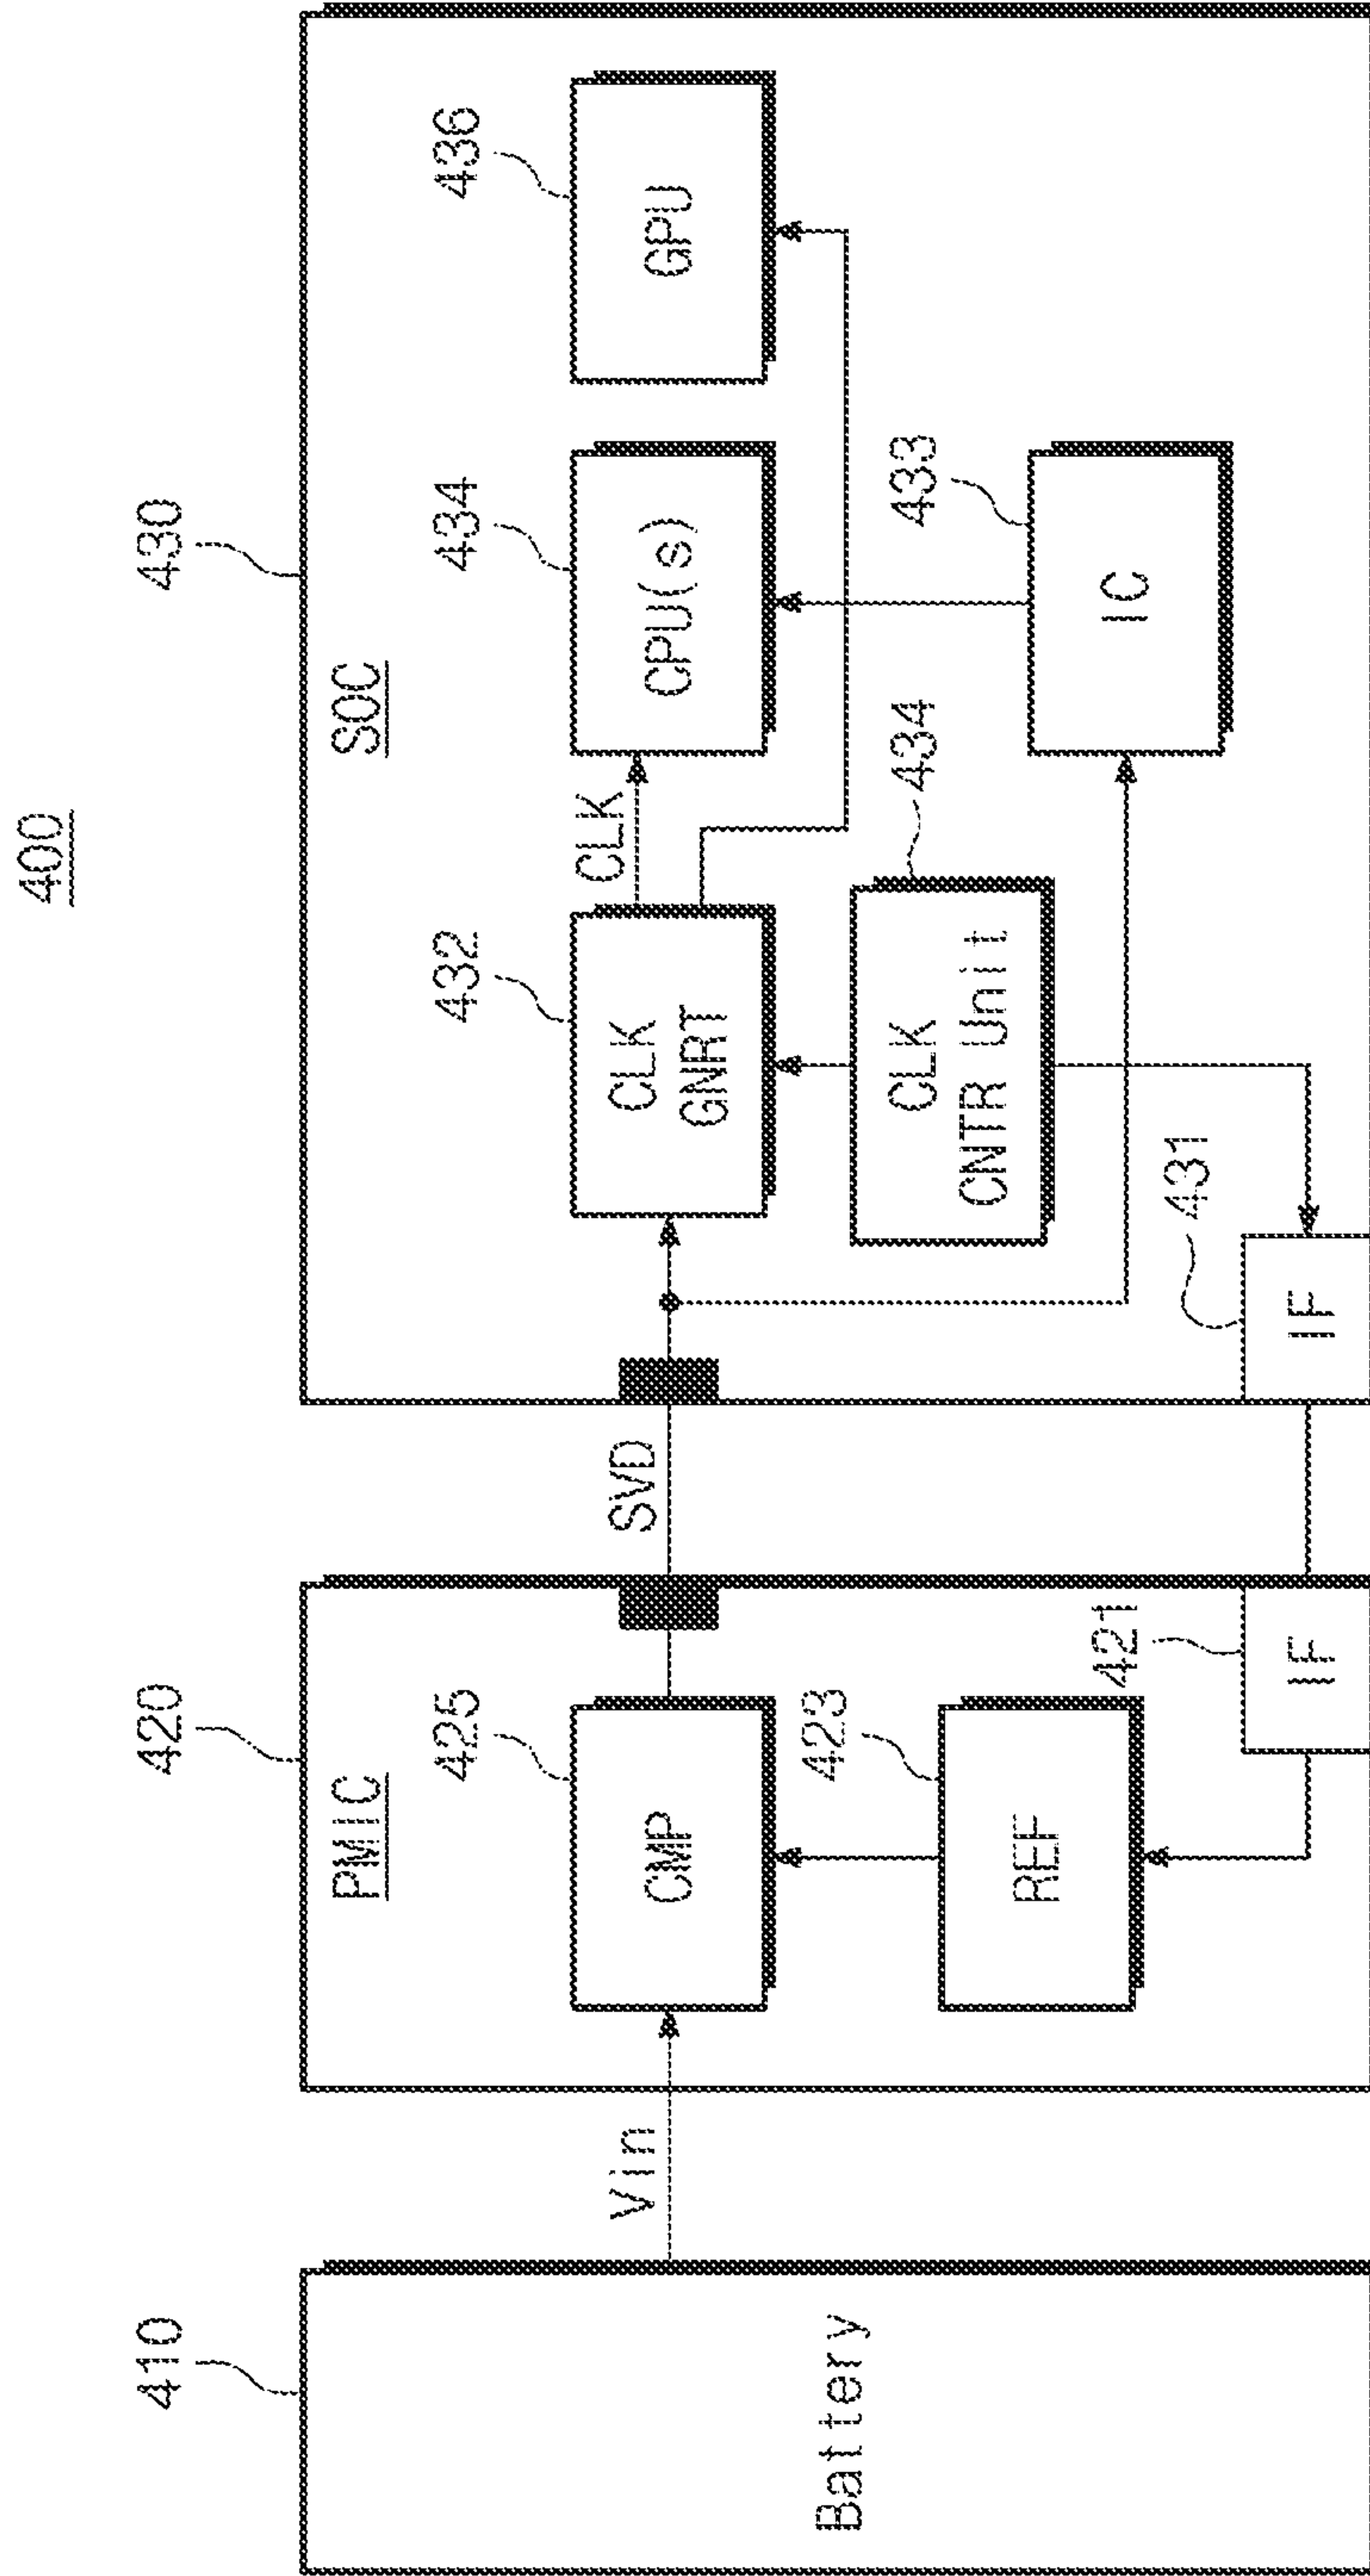 400
410
420
430
Battery
PMIC
SOC
Vin
425
CMP
423
REF
421
IF
SVD
432
CLK
GNRT
CLK
434
CPU(s)
436
GPU
434
CLK
CNTR Unit
433
IC
431
IF